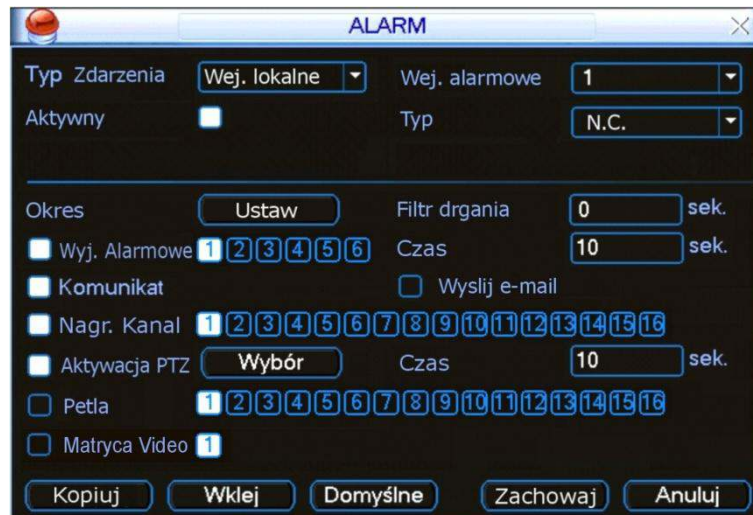 ALARM
Typ Zdarzenia Wej. lokalne Wej. alarmowe 1
Aktywny Typ N.C.
Okres Ustaw Filtr drgania 0 sek.
Wyj. Alarmowe 1 2 3 4 5 6 Czas 10 sek.
Komunikat Wyslij e-mail
Nagr. Kanal 1 2 3 4 5 6 7 8 9 10 11 12 13 14 15 16
Aktywacja PTZ Wybór Czas 10 sek.
Petla 1 2 3 4 5 6 7 8 9 10 11 12 13 14 15 16
Matryca Video 1
Kopiuj Wklej Domyślne Zachowaj Anuluj